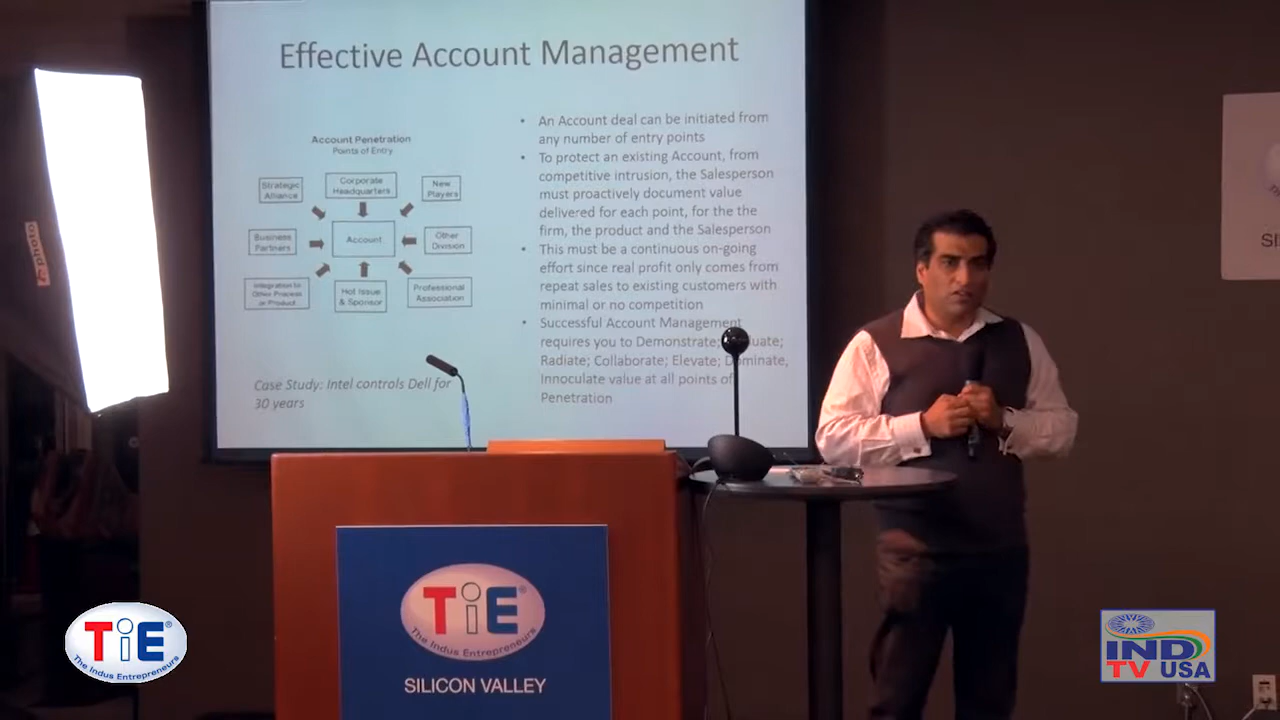 Effective Account Management
Account Penetration
Points of Entry
Strategic
Alliance
Corporate
Headquarters
New
Players
Business
Partners
Account
Other
Division
Integration to
Other Process
or Product
Hot Issue
& Sponsor
Professional
Association
Case Study: Intel controls Dell for
30 years
• An Account deal can be initiated from
any number of entry points
• To protect an existing Account, from
competitive intrusion, the Salesperson
must proactively document value
delivered for each point, for the the
firm, the product and the Salesperson
• This must be a continuous on-going
effort since real profit only comes from
repeat sales to existing customers with
minimal or no competition
• Successful Account Management
requires you to Demonstrate;
Radiate; Collaborate; Elevate; Dominate,
Innoculate value at all points of
Penetration
photo
TiE®
The Indus Entrepreneurs
SILICON VALLEY
TiE®
The Indus Entrepreneurs
IND
TV USA